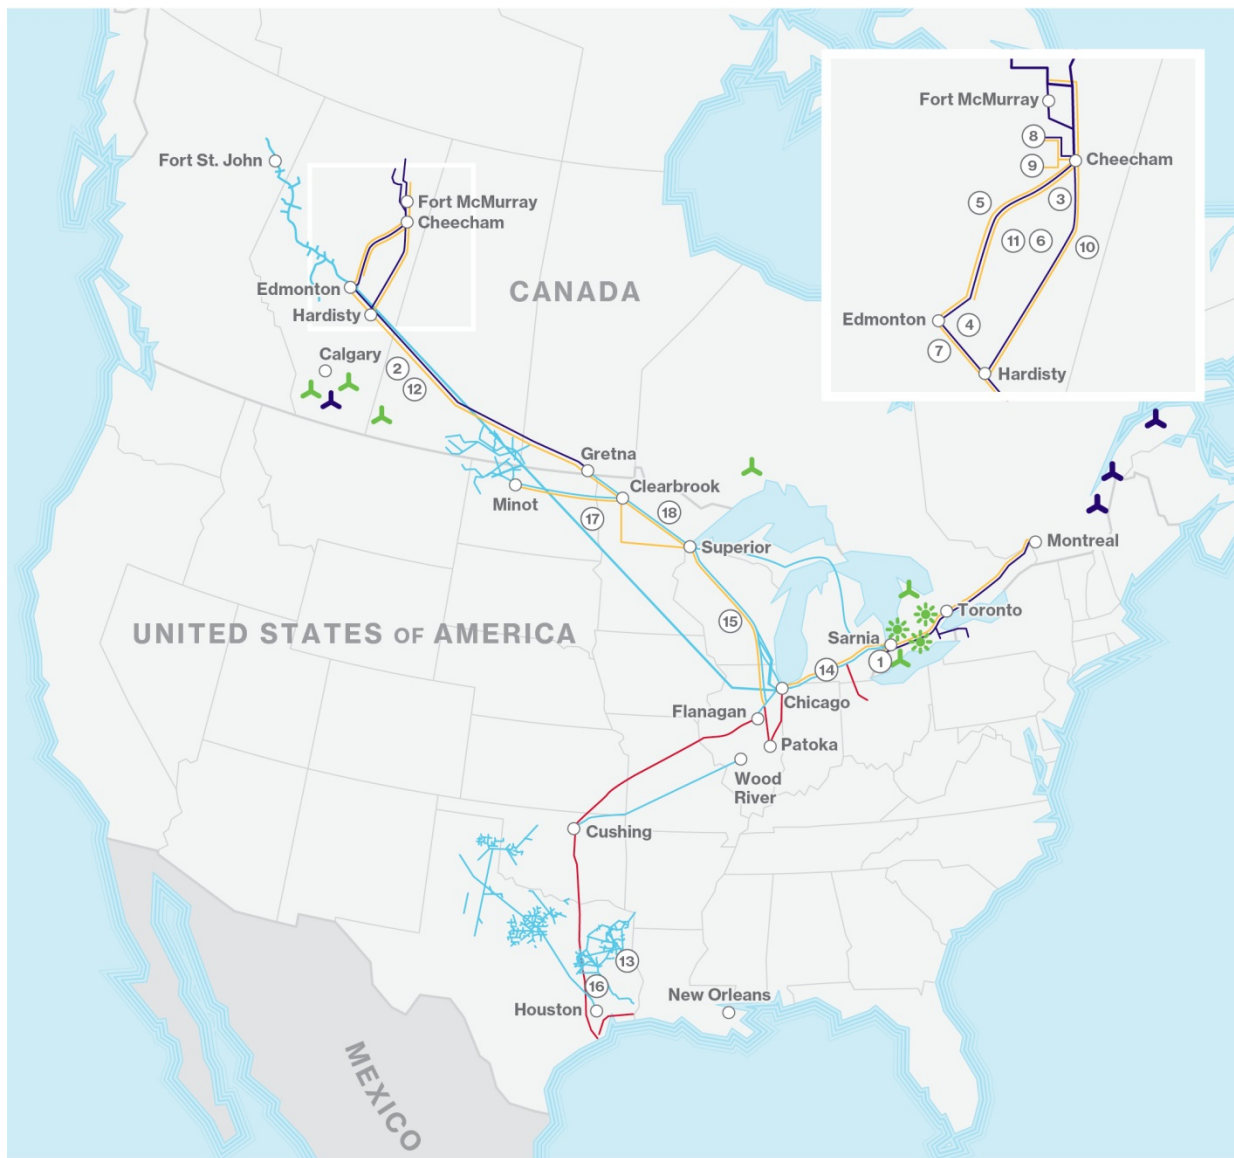 Fort McMurray
8
Cheecham
9
Fort St. John
5
3
Fort McMurray
Cheecham
11
6
10
Edmonton
CANADA
Edmonton
4
Hardisty
7
Calgary
Hardisty
2
12
Gretna
Clearbrook
Minot
17
18
Superior
Montreal
Toronto
15
UNITED STATES OF AMERICA
Sarnia
1
14
Chicago
Flanagan
Patoka
Wood
River
Cushing
13
16
New Orleans
Houston
MEXICO